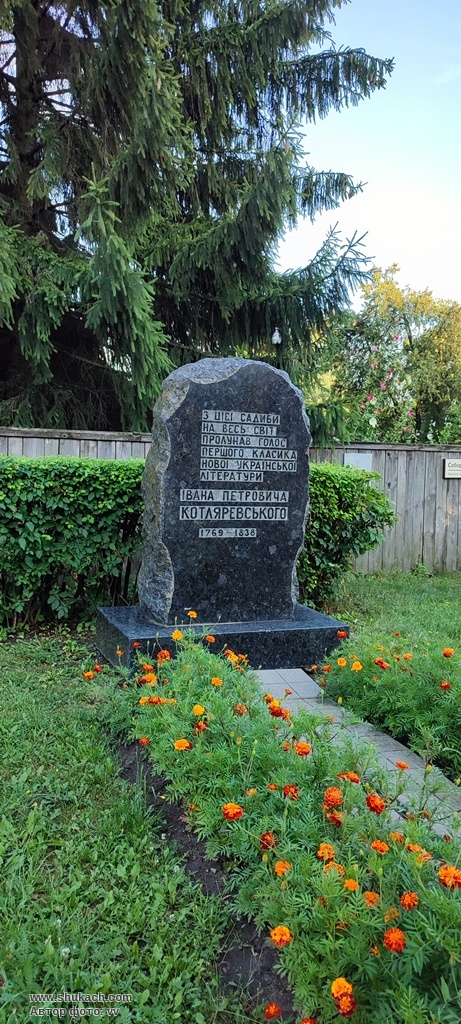 З ЦІЄЇ САДИБИ
НА ВЕСЬ СВІТ
ПРОЛУНАВ ГОЛОС
ПЕРШОГО КЛАСИКА
НОВОЇ УКРАЇНСЬКОЇ
ЛІТЕРАТУРИ
ІВАНА ПЕТРОВИЧА
КОТЛЯРЕВСЬКОГО
1769-1838
www.shukach.com
Автор фото: vv